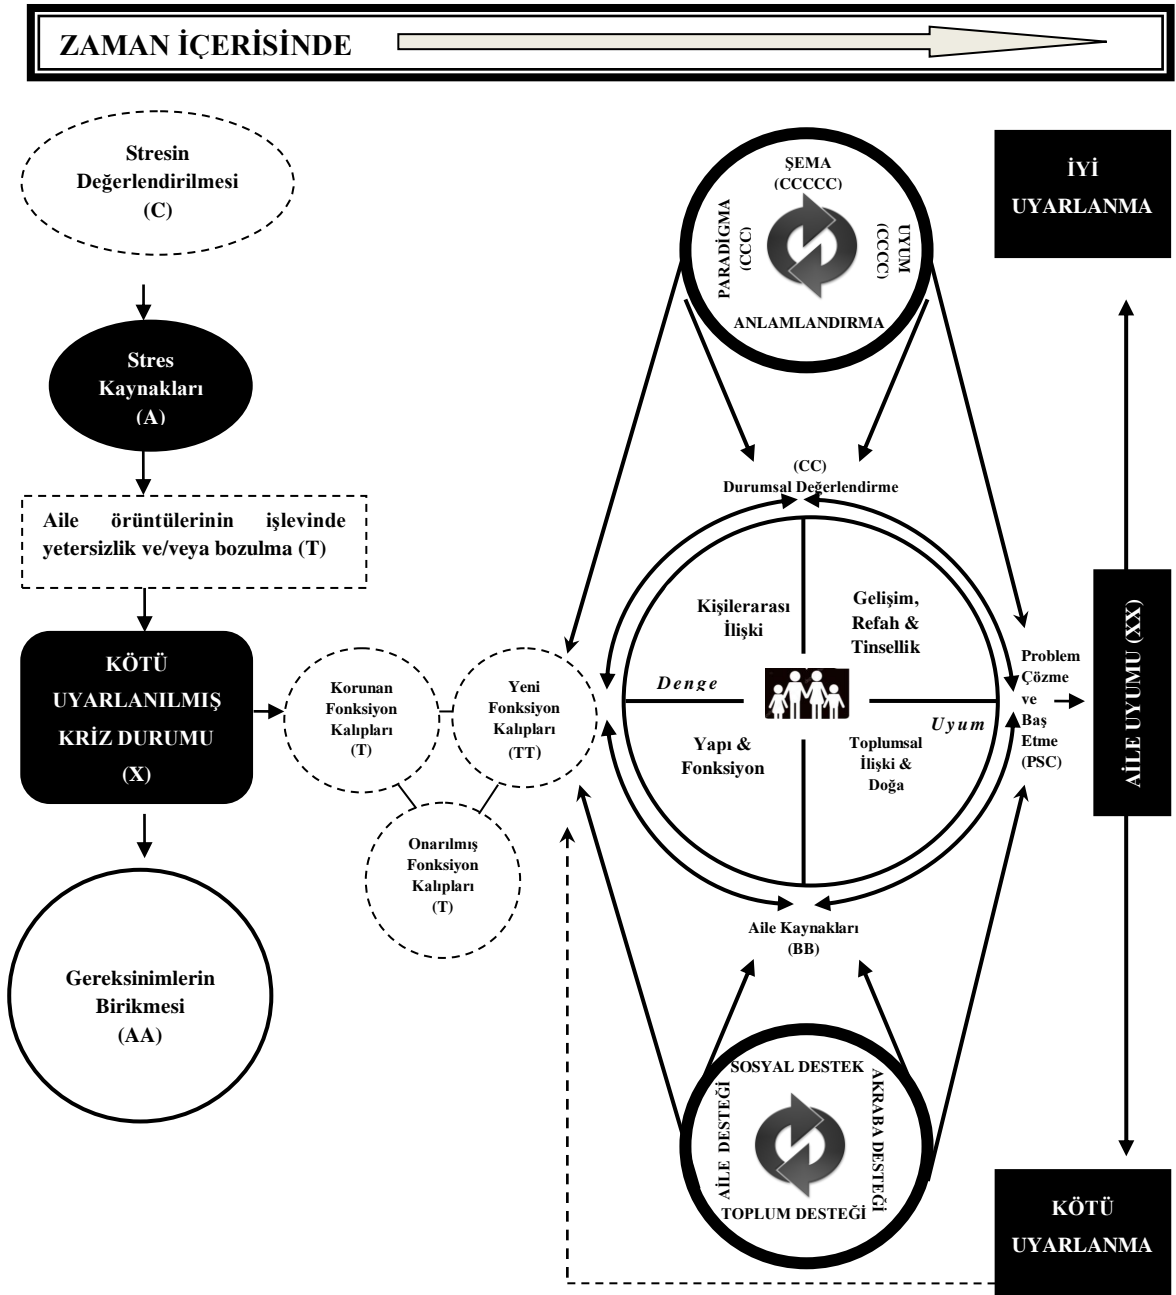 ZAMAN İÇERİSİNDE
Stresin
Değerlendirilmesi
(C)
Stres
Kaynakları
(A)
Aile örüntülerinin işlevinde
yetersizlik ve/veya bozulma (T)
KÖTÜ
UYARLANILMIŞ
KRİZ DURUMU
(X)
Gereksinimlerin
Birikmesi
(AA)
Korunan
Fonksiyon
Kalıpları
(T)
Yeni
Fonksiyon
Kalıpları
(TT)
Onarılmış
Fonksiyon
Kalıpları
(T)
ŞEMA
(CCCCC)
PARADİGMA
(CCC)
UYUM
(CCCC)
ANLAMLANDIRMA
(CC)
Durumsal Değerlendirme
Kişilerarası
İlişki
Gelişim,
Refah &
Tinsellik
Denge
Uyum
Yapı &
Fonksiyon
Toplumsal
İlişki &
Doğa
Aile Kaynakları
(BB)
SOSYAL DESTEK
AİLE DESTEĞİ
AKRABA DESTEĞİ
TOPLUM DESTEĞİ
Problem
Çözme
ve
Baş
Etme
(PSC)
İYİ
UYARLANMA
AİLE UYUMU (XX)
KÖTÜ
UYARLANMA